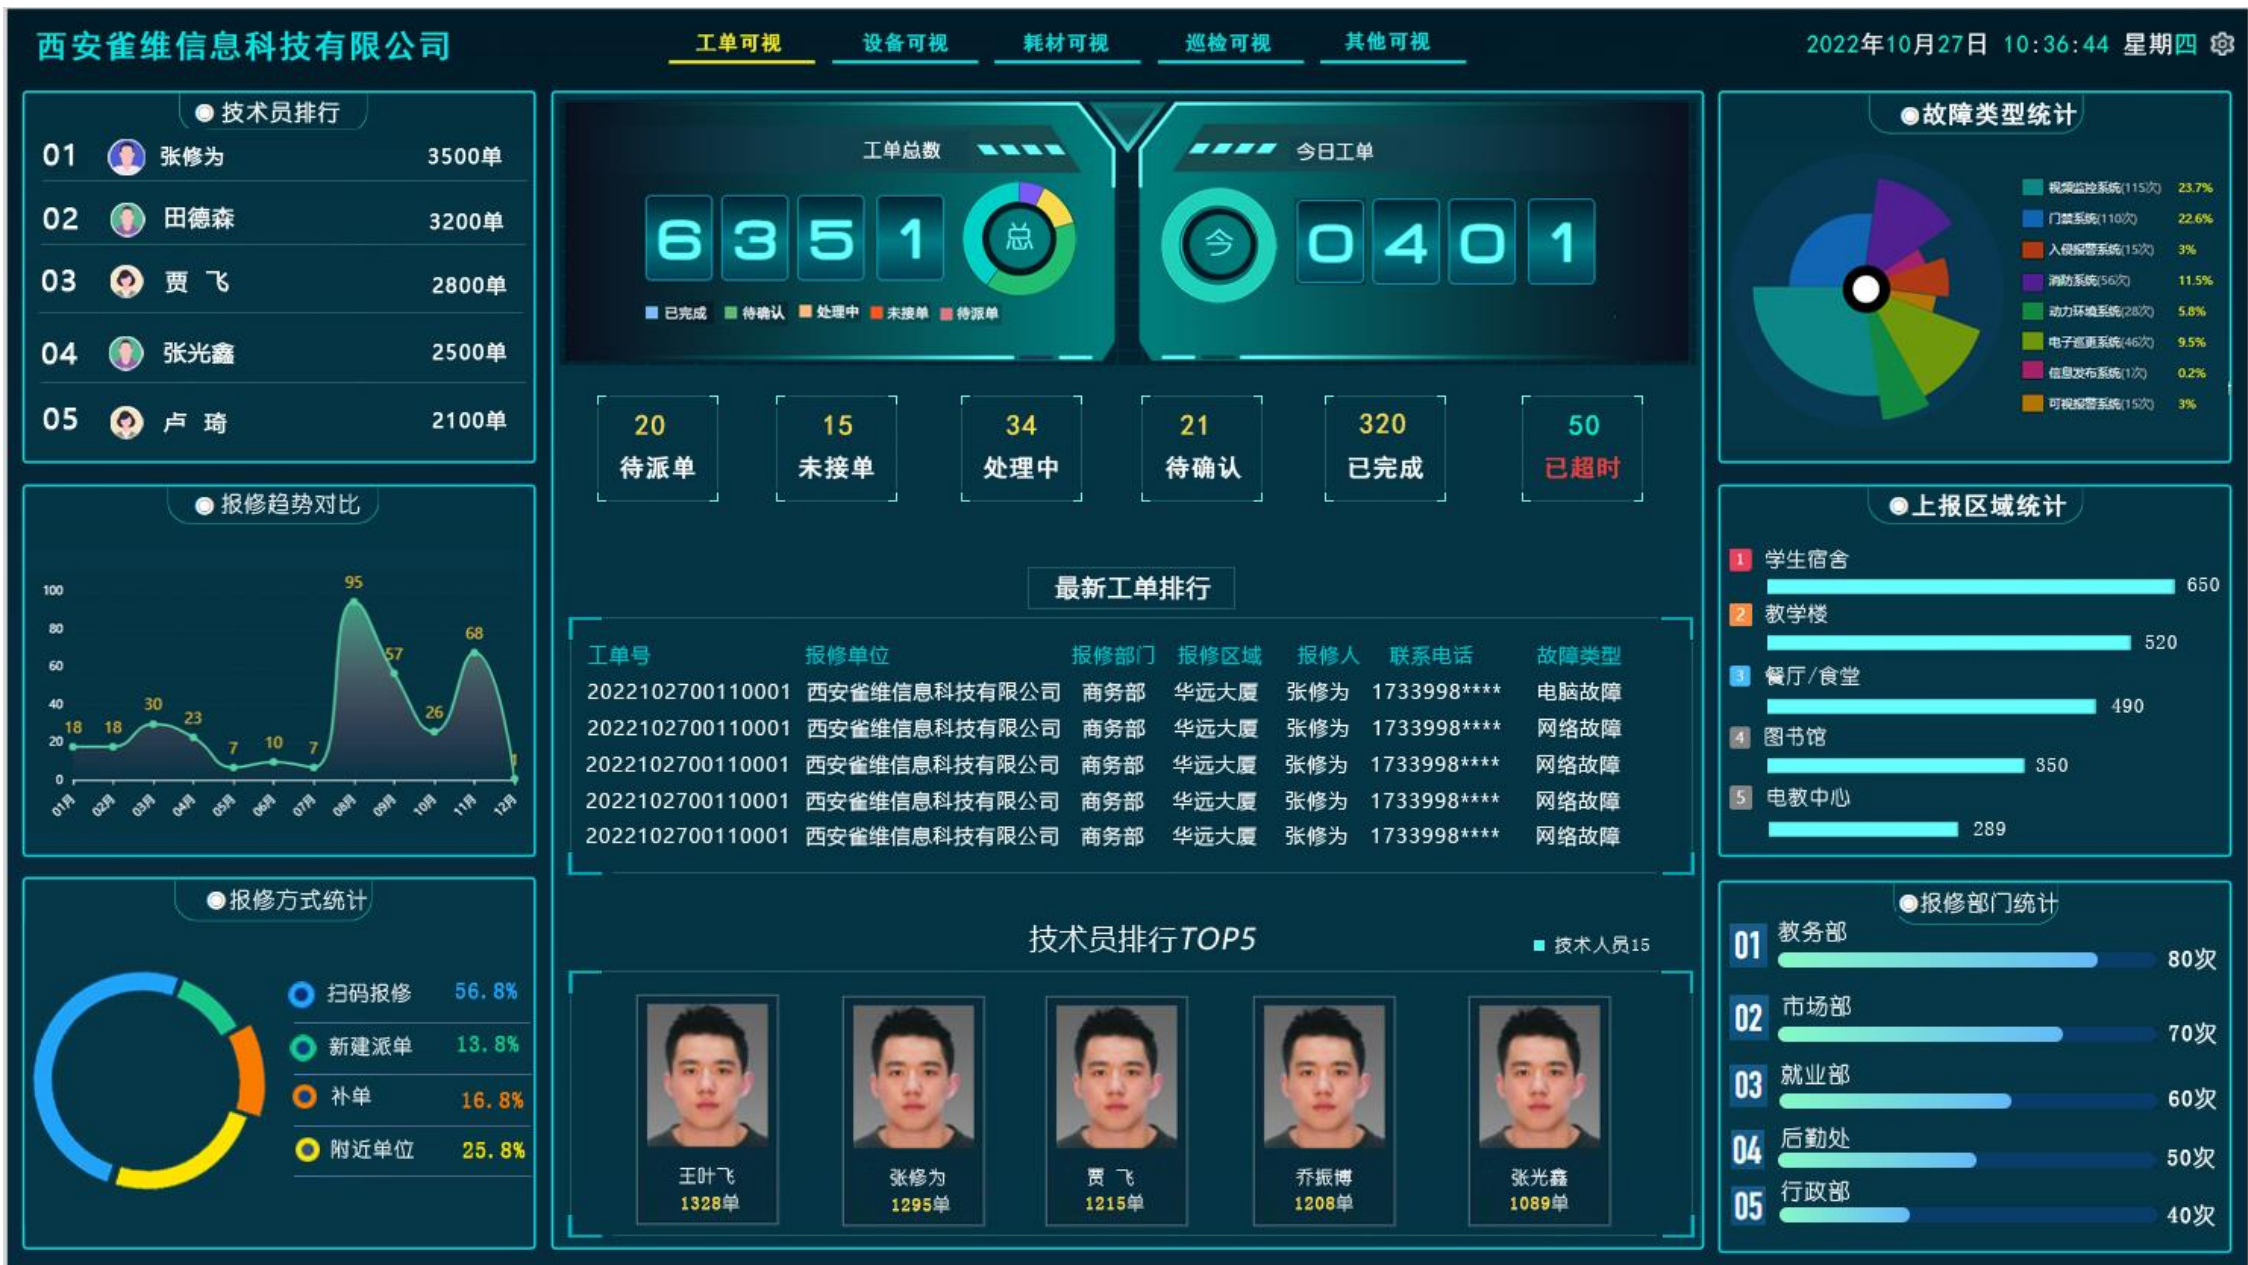 西安雀维信息科技有限公司
工单可视 设备可视 耗材可视 巡检可视 其他可视
2022年10月27日 10:36:44 星期四
技术员排行
01 张修为 3500单
02 田德森 3200单
03 贾 飞 2800单
04 张光鑫 2500单
05 卢 琦 2100单
报修趋势对比
100
80
60
40
20
0
18 18 30 23 7 10 7 95 57 26 68 1
01月 02月 03月 04月 05月 06月 07月 08月 09月 10月 11月 12月
报修方式统计
扫码报修 56.8%
新建派单 13.8%
补单 16.8%
附近单位 25.8%
工单总数
6351
总
已完成 待确认 处理中 未接单 待派单
今日工单
今
0401
20 15 34 21 320 50
待派单 未接单 处理中 待确认 已完成 已超时
最新工单排行
工单号 报修单位 报修部门 报修区域 报修人 联系电话 故障类型
2022102700110001 西安雀维信息科技有限公司 商务部 华远大厦 张修为 1733998**** 电脑故障
2022102700110001 西安雀维信息科技有限公司 商务部 华远大厦 张修为 1733998**** 网络故障
2022102700110001 西安雀维信息科技有限公司 商务部 华远大厦 张修为 1733998**** 网络故障
2022102700110001 西安雀维信息科技有限公司 商务部 华远大厦 张修为 1733998**** 网络故障
2022102700110001 西安雀维信息科技有限公司 商务部 华远大厦 张修为 1733998**** 网络故障
技术员排行TOP5
技术人员15
王叶飞 张修为 贾 飞 乔振博 张光鑫
1328单 1295单 1215单 1208单 1089单
故障类型统计
视频监控系统(115次) 23.7%
门禁系统(110次) 22.6%
入侵报警系统(15次) 3%
消防系统(56次) 11.5%
动力环境系统(28次) 5.8%
电子巡更系统(46次) 9.5%
信息发布系统(1次) 0.2%
可视报警系统(15次) 3%
上报区域统计
1 学生宿舍
650
2 教学楼
520
3 餐厅/食堂
490
4 图书馆
350
5 电教中心
289
报修部门统计
01 教务部
80次
02 市场部
70次
03 就业部
60次
04 后勤处
50次
05 行政部
40次